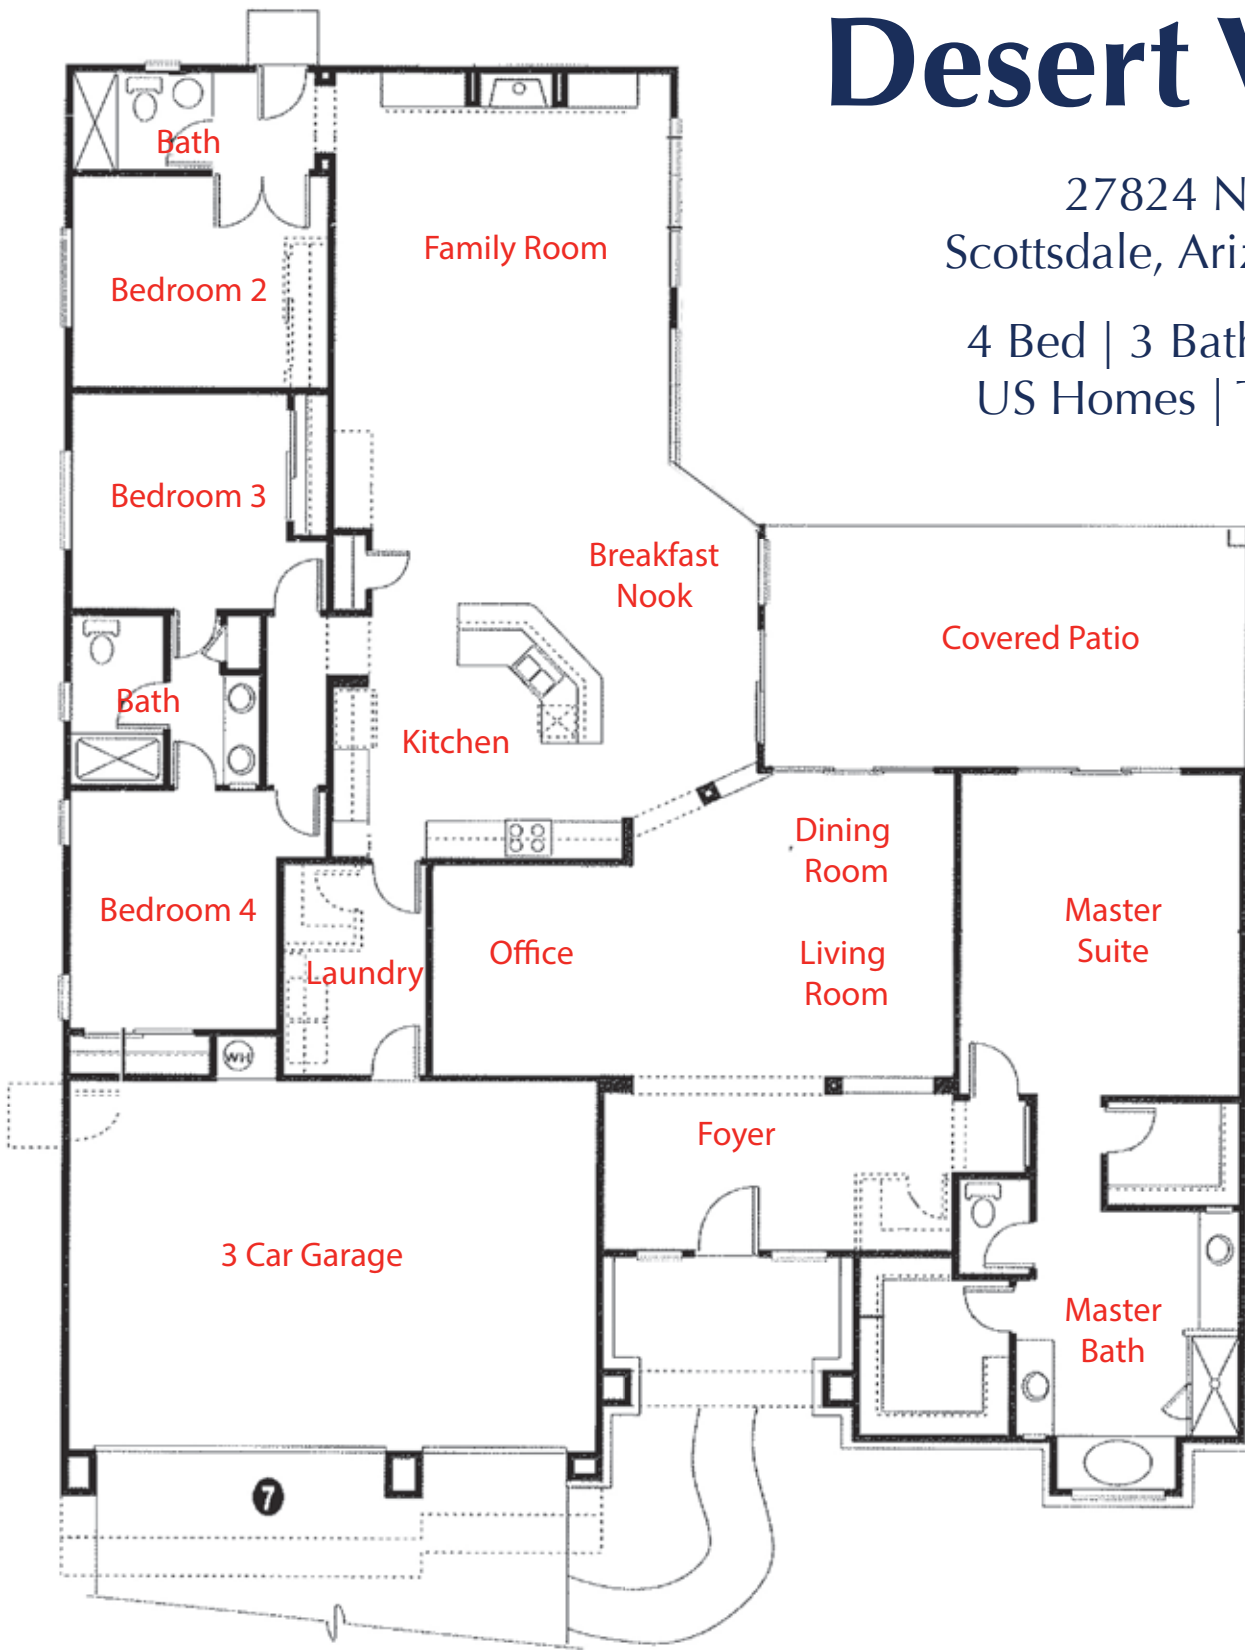 Desert V
27824 N
Scottsdale, Ariz
4 Bed | 3 Bath
US Homes | T
Bath
Family Room
Bedroom 2
Bedroom 3
Breakfast
Nook
Covered Patio
Bath
Kitchen
Dining
Room
Bedroom 4
Master
Suite
Office
Living
Room
Laundry
WH
Foyer
3 Car Garage
Master
Bath
7